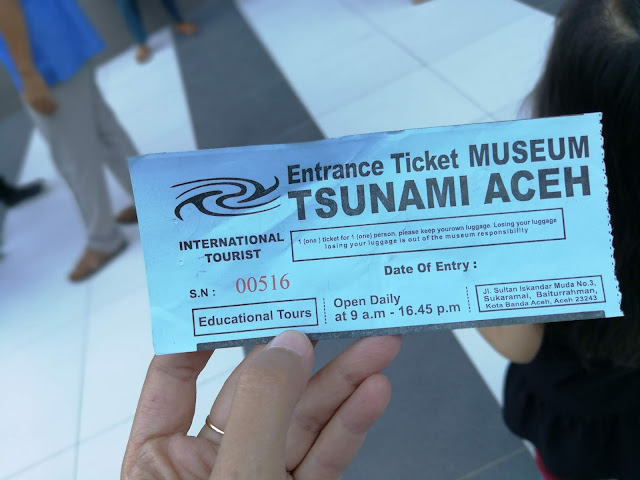 Entrance Ticket MUSEUM
TSUNAMI ACEH
INTERNATIONAL
TOURIST
1 (one ) ticket for 1 (one) person, please keep yourown luggage. Losing your luggage
losing your luggage is out of the museum responsibility
Date Of Entry :
S.N : 00516
Educational Tours
Open Daily
at 9 a.m - 16.45 p.m
Jl. Sultan Iskandar Muda No.3,
Sukaramai, Baiturrahman,
Kota Banda Aceh, Aceh 23243